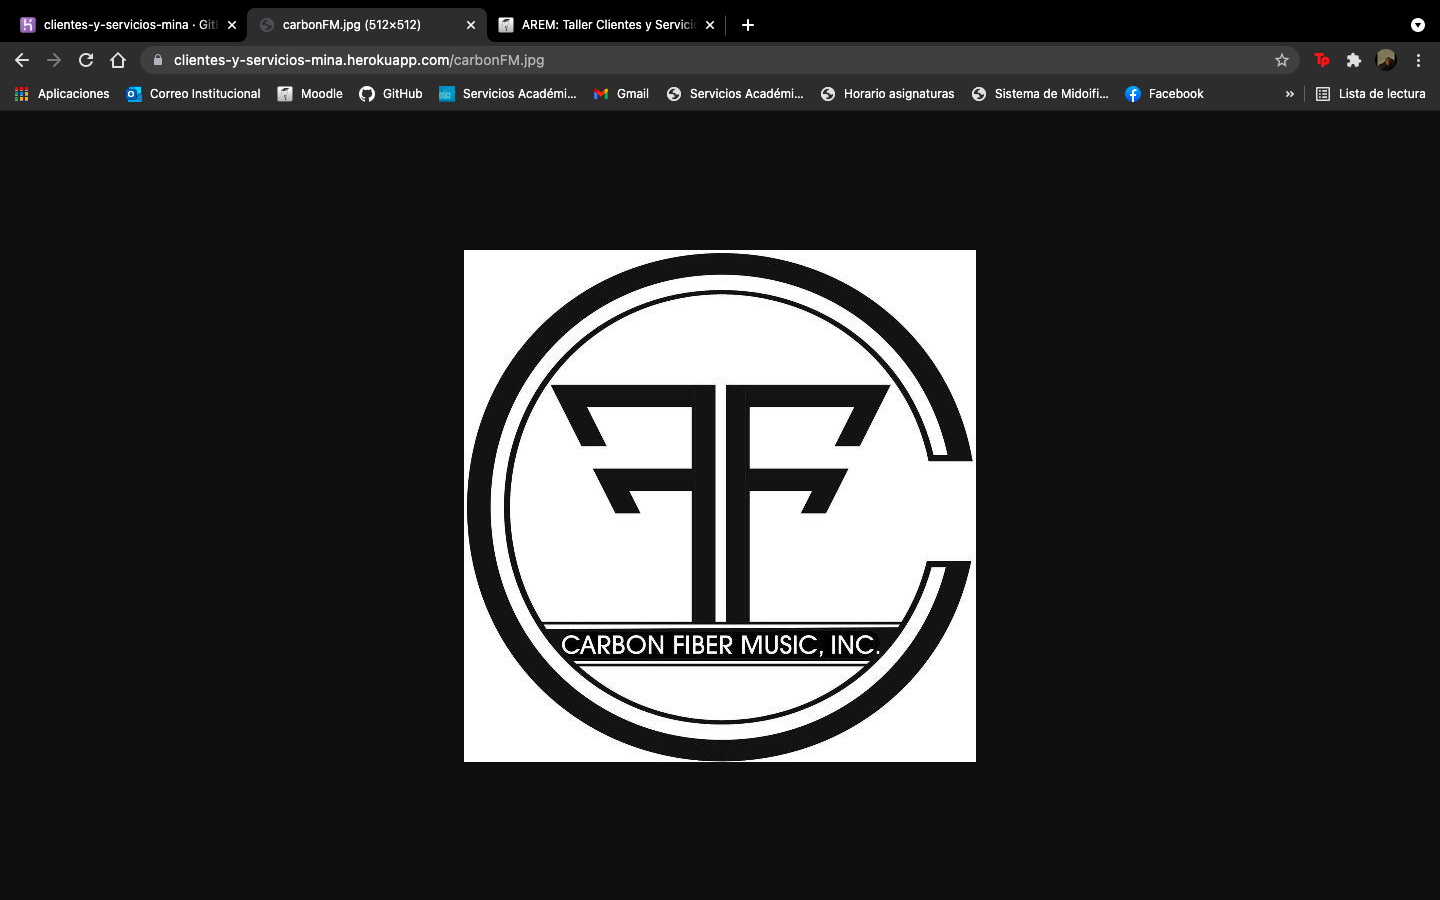 clientes-y-servicios-mina · Git
carbonFM.jpg (512×512)
AREM: Taller Clientes y Servici
clientes-y-servicios-mina.herokuapp.com/carbonFM.jpg
Tp
Aplicaciones
Correo Institucional
Moodle
GitHub
Servicios Académi...
Gmail
Servicios Académi...
Horario asignaturas
Sistema de Midoifi...
Facebook
»
Lista de lectura
CARBON FIBER MUSIC, INC.